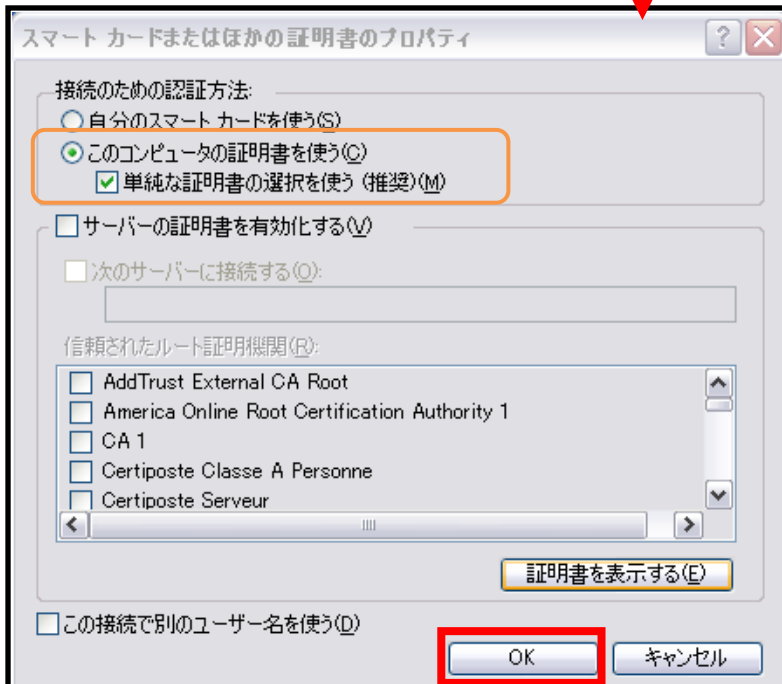 スマート カードまたはほかの証明書のプロパティ
接続のための認証方法:
自分のスマート カードを使う(S)
このコンピュータの証明書を使う(C)
単純な証明書の選択を使う (推奨)(M)
サーバーの証明書を有効化する(V)
次のサーバーに接続する(O):
信頼されたルート証明機関(R):
AddTrust External CA Root
America Online Root Certification Authority 1
CA 1
Certiposte Classe A Personne
Certiposte Serveur
証明書を表示する(E)
この接続で別のユーザー名を使う(D)
OK キャンセル